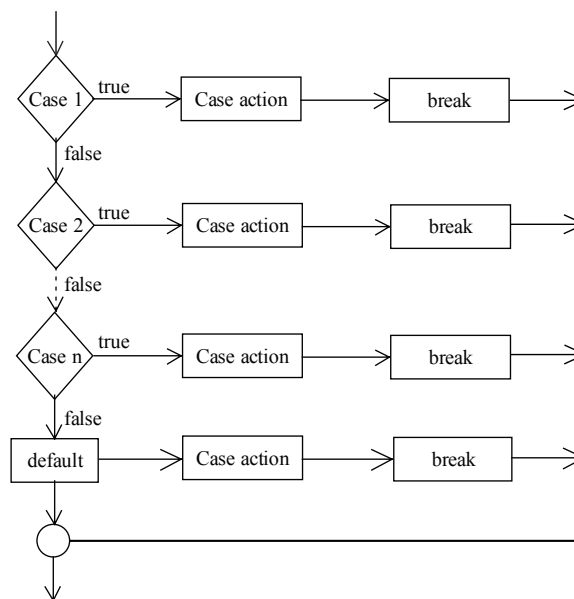 Case 1
true
Case action
break
false
Case 2
true
Case action
break
false
Case n
true
Case action
break
false
default
Case action
break